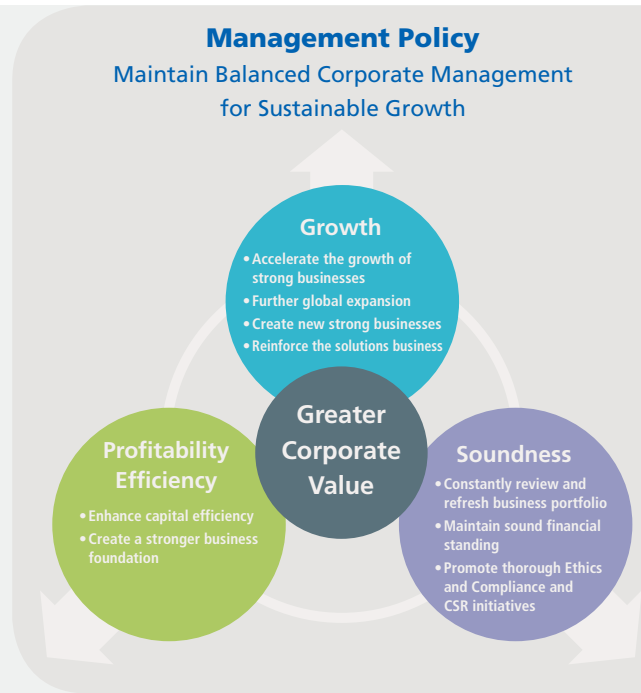 Management Policy
Maintain Balanced Corporate Management
for Sustainable Growth
Growth
• Accelerate the growth of
strong businesses
• Further global expansion
• Create new strong businesses
• Reinforce the solutions business
Greater
Corporate
Value
Profitability
Efficiency
• Enhance capital efficiency
• Create a stronger business
foundation
Soundness
• Constantly review and
refresh business portfolio
• Maintain sound financial
standing
• Promote thorough Ethics
and Compliance and
CSR initiatives